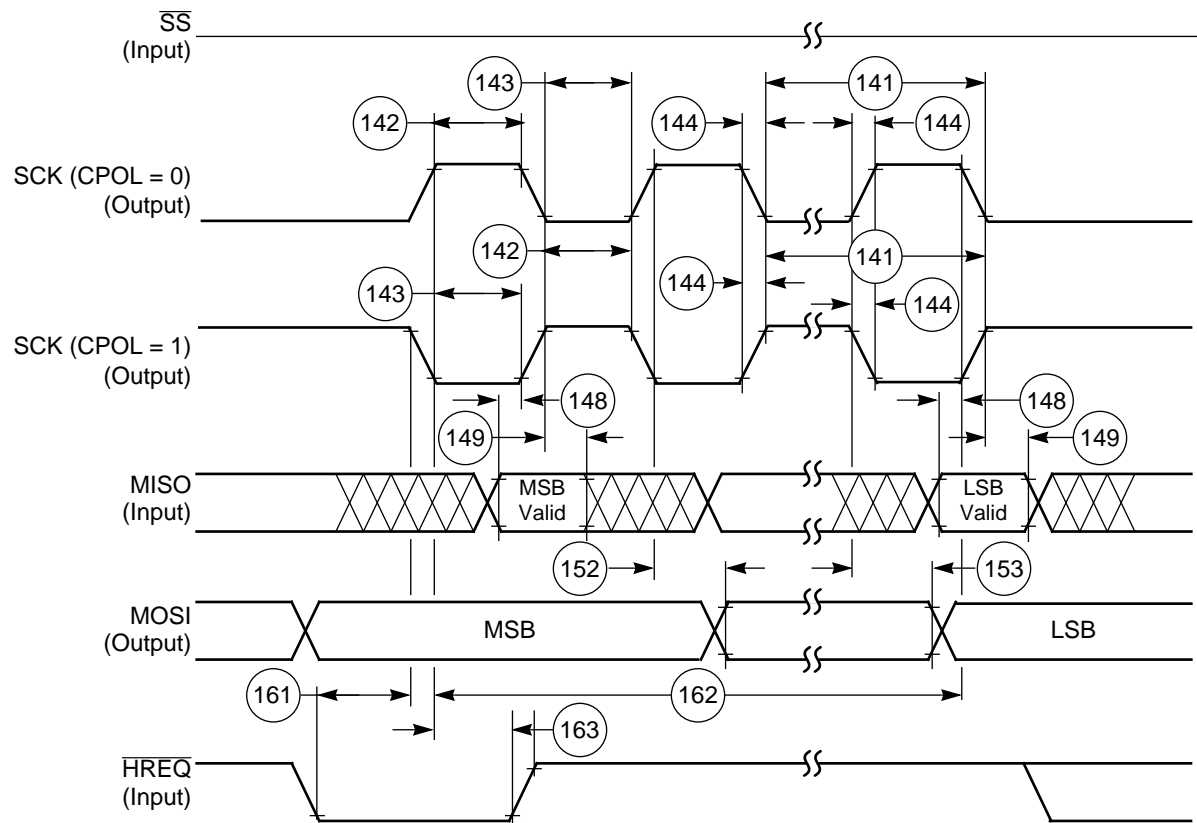 SS
(Input)
143
141
142
144
144
SCK (CPOL = 0)
(Output)
142
141
143
144
144
SCK (CPOL = 1)
(Output)
148
148
149
149
MISO
(Input)
MSB
Valid
LSB
Valid
152
153
MOSI
(Output)
MSB
LSB
161
162
163
HREQ
(Input)